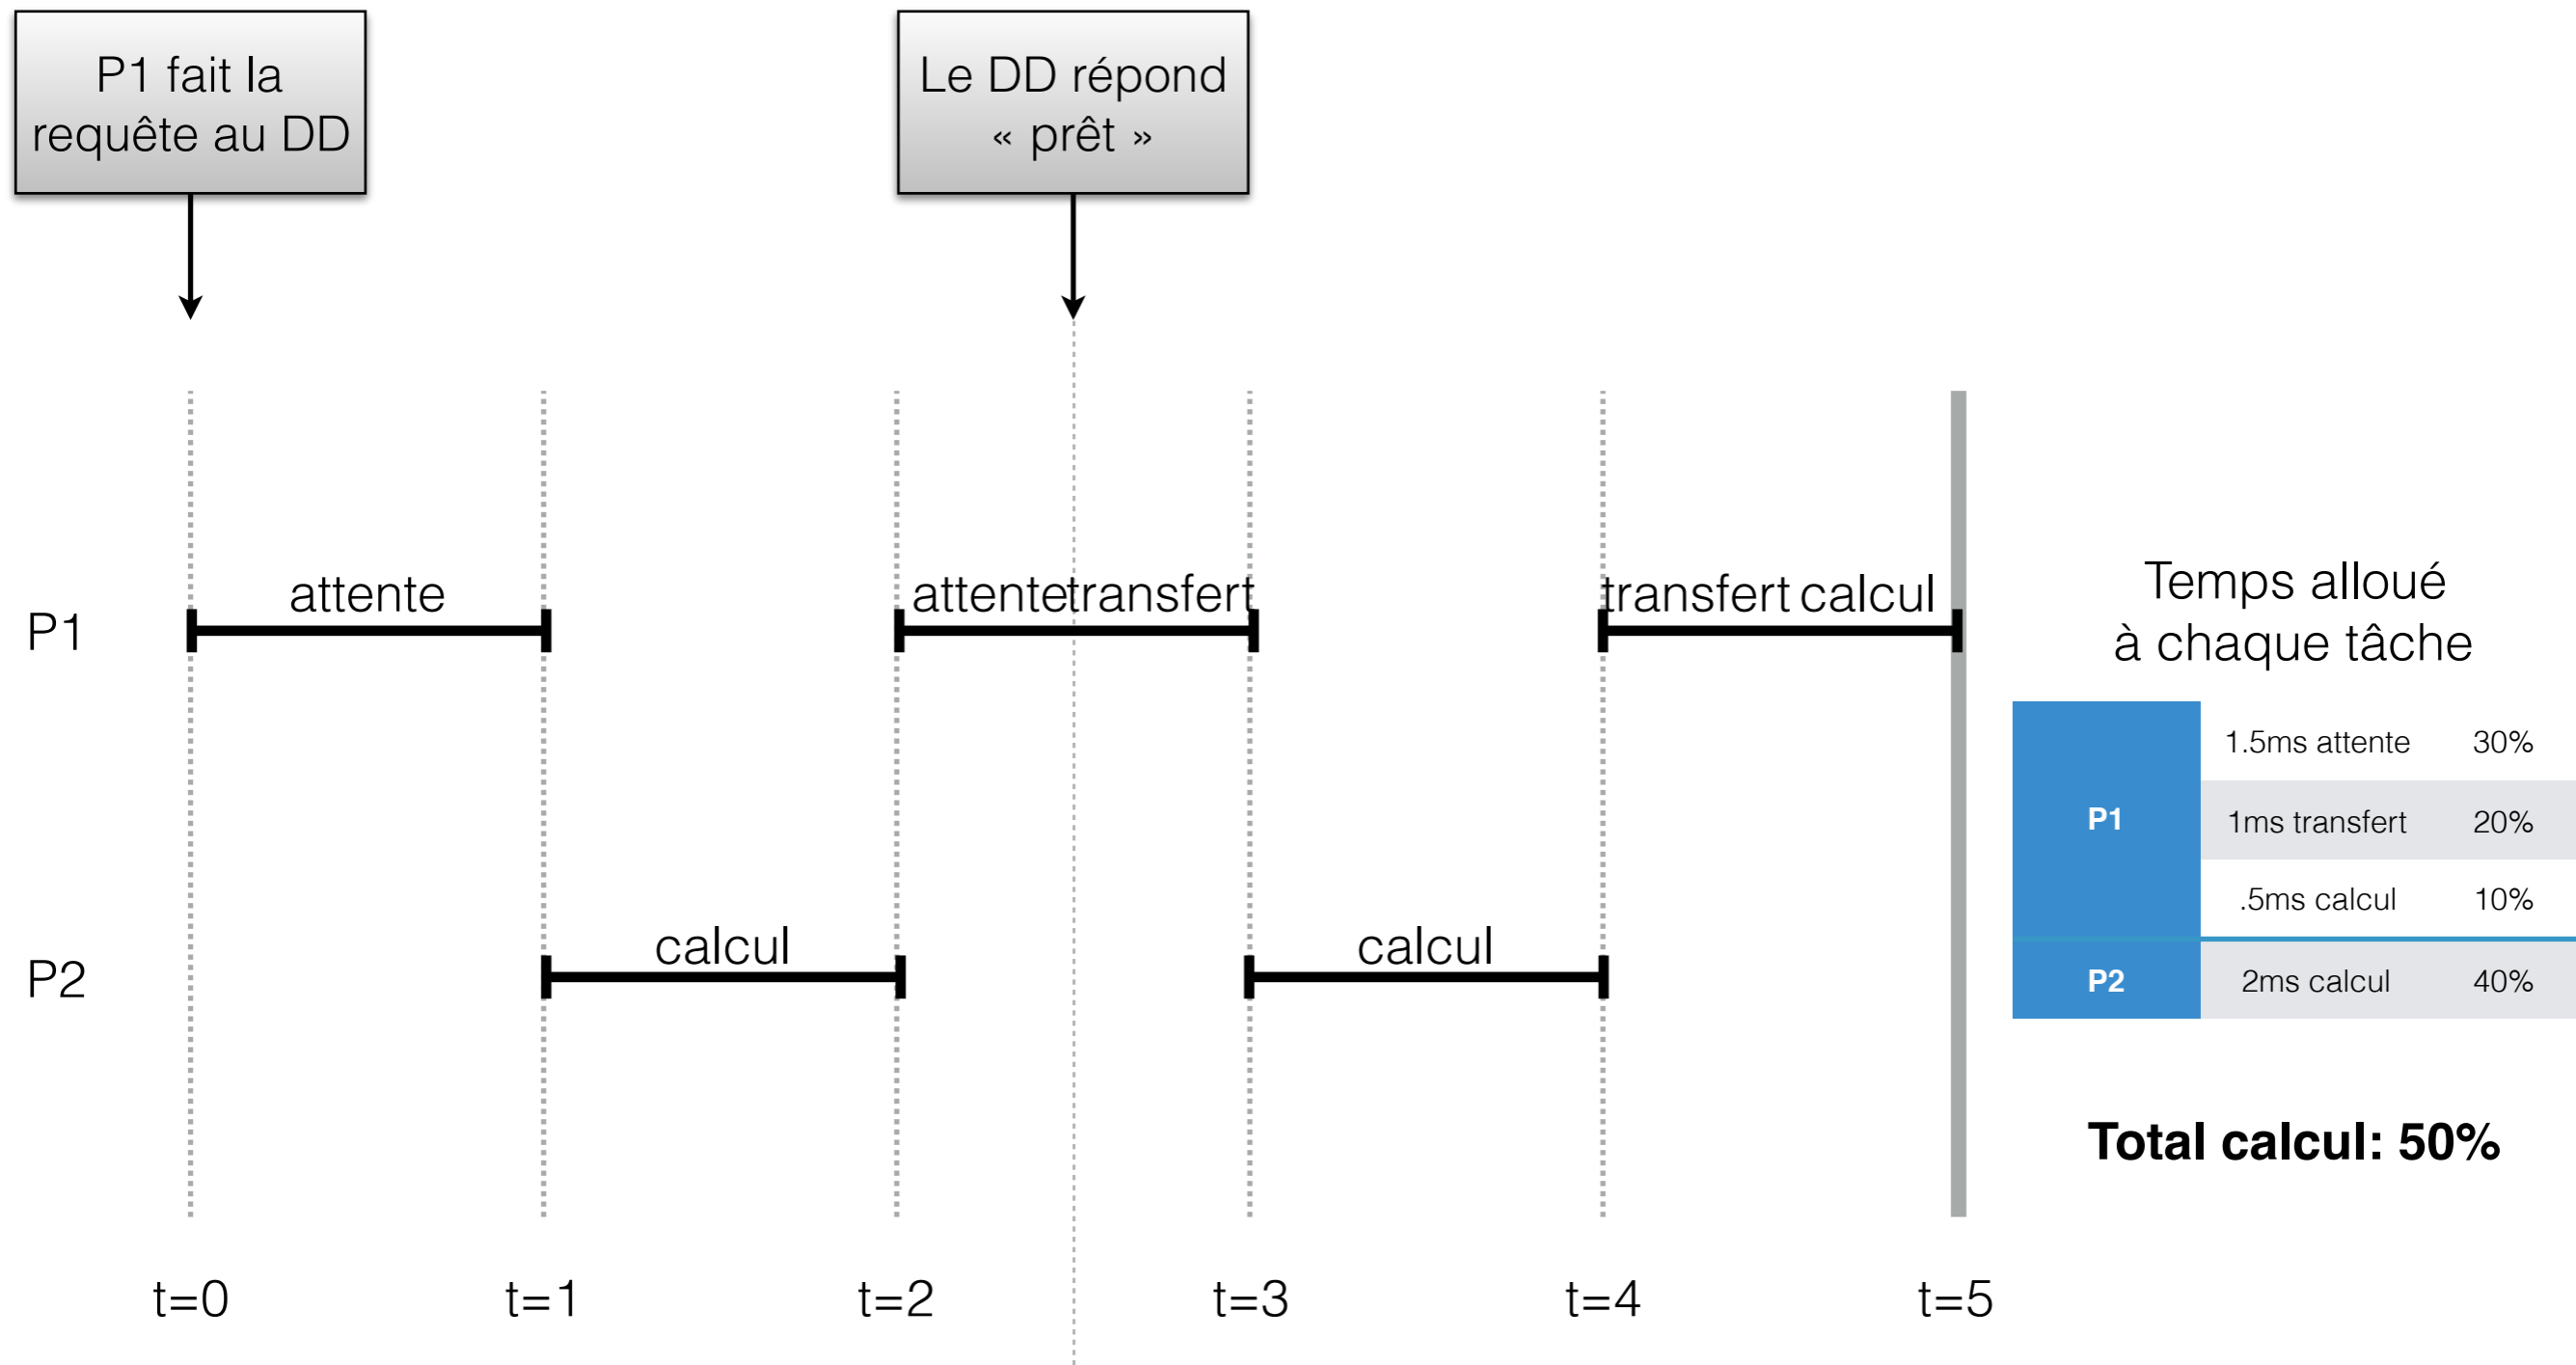 P1 fait la
requête au DD
Le DD répond
« prêt »
P1
attente
attente
transfert
transfert
calcul
P2
calcul
calcul
t=0
t=1
t=2
t=3
t=4
t=5
Temps alloué
à chaque tâche
P1
1.5ms attente 30%
1ms transfert 20%
.5ms calcul 10%
P2 2ms calcul 40%
Total calcul: 50%